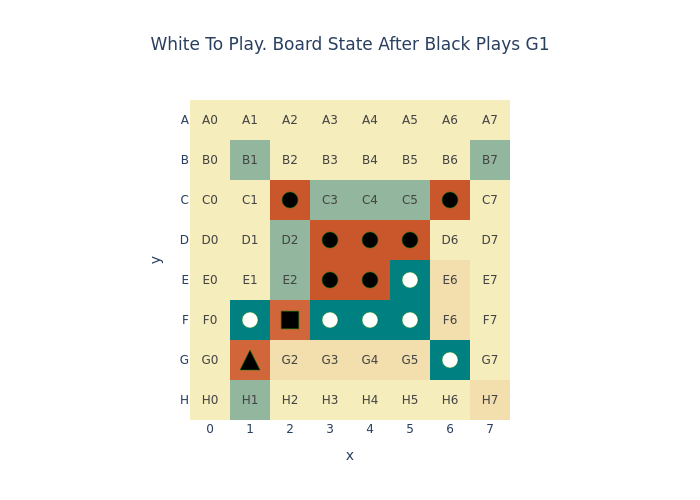 White To Play. Board State After Black Plays G1
A A0 A1 A2 A3 A4 A5 A6 A7
B B0 B1 B2 B3 B4 B5 B6 B7
C C0 C1 C3 C4 C5 C7
D D0 D1 D2 D6 D7
E E0 E1 E2 E6 E7
F F0 F6 F7
G G0 G2 G3 G4 G5 G7
H H0 H1 H2 H3 H4 H5 H6 H7
0 1 2 3 4 5 6 7
x
y